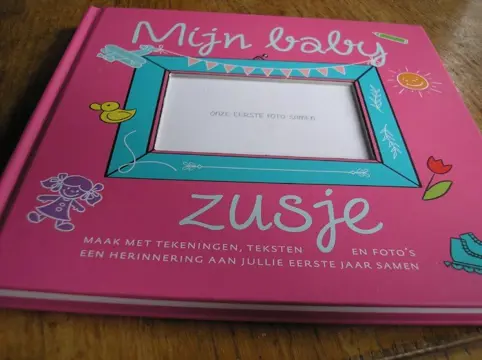 Mijn baby
ONZE EERSTE FOTO SAMEN
zusje
MAAK MET TEKENINGEN, TEKSTEN EN FOTO'S
EEN HERINNERING AAN JULLIE EERSTE JAAR SAMEN